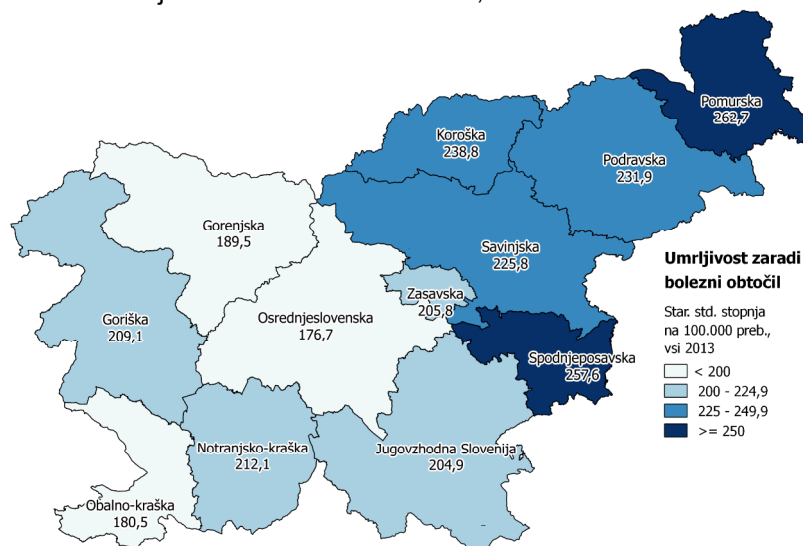 Pomurska
262,7
Koroška
238,8
Podravska
231,9
Gorenjska
189,5
Savinjska
225,8
Umrljivost zaradi
bolezni obtočil
Star. std. stopnja
na 100.000 preb.,
vsi 2013
< 200
200 - 224,9
225 - 249,9
>= 250
Zasavska
205,8
Goriška
209,1
Osrednjeslovenska
176,7
Spodnjeposavska
257,6
Notranjsko-kraška
212,1
Jugovzhodna Slovenija
204,9
Obalno-kraška
180,5